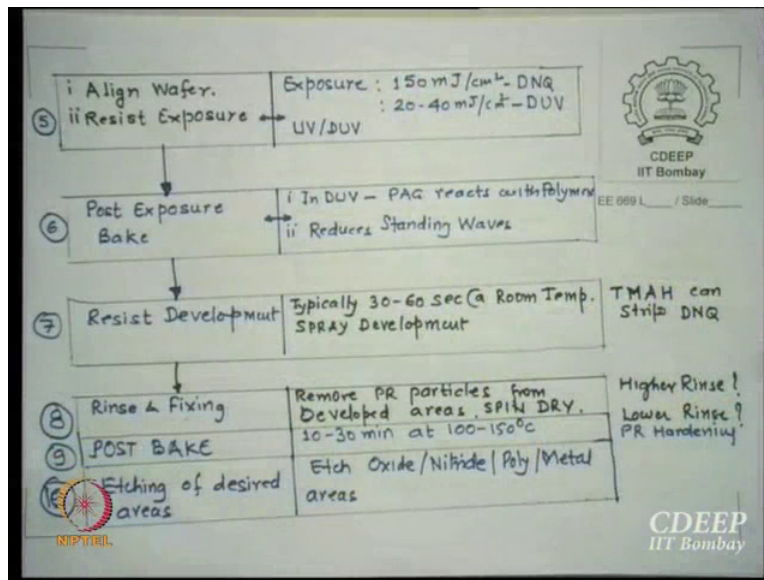 i Align Wafer.
ii Resist Exposure
Exposure : 150 mJ/cm² - DNQ
: 20-40 mJ/cm² - DUV
UV/DUV
5
CDEEP
IIT Bombay
EE 669 L____ / Slide____
6
Post Exposure
Bake
i In DUV - PAG reacts with Polymer
ii Reduces Standing Waves
7
Resist Development
Typically 30-60 sec @ Room Temp.
SPRAY Development
TMAH can
Strip DNQ
8
Rinse & Fixing
Remove PR particles from
Developed areas, SPIN DRY.
Higher Rinse?
Lower Rinse?
PR Hardening
9
POST BAKE
10-30 min at 100-150°C
10
Etching of desired
areas
Etch Oxide/Nitride/Poly/Metal
areas
NPTEL
CDEEP
IIT Bombay